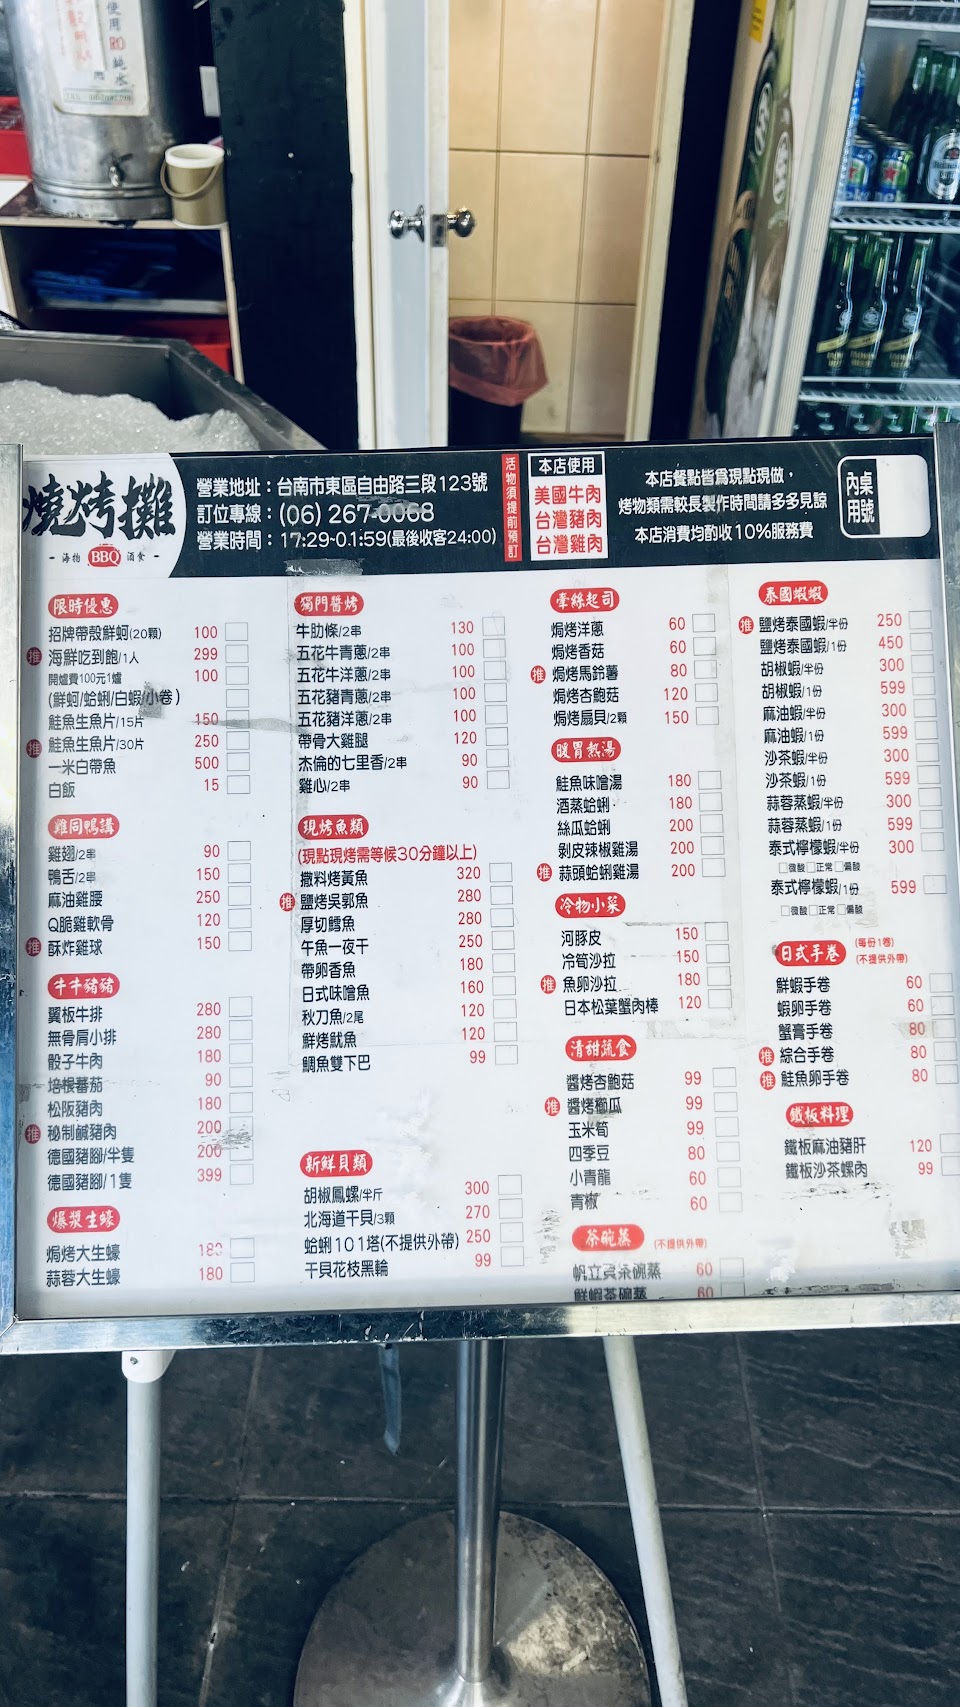 使用RO純水
燒烤攤
- 海物 BBQ 酒食 -
營業地址：台南市東區自由路三段123號
訂位專線：(06) 267-0068
營業時間：17:29~01:59(最後收客24:00)
活物須提前預訂
本店使用
美國牛肉
台灣豬肉
台灣雞肉
本店餐點皆為現點現做，
烤物類需較長製作時間請多多見諒
本店消費均酌收10%服務費
內用
桌號
限時優惠
招牌帶殼鮮蚵(20顆) 100
推 海鮮吃到飽/1人 299
開爐費100元1爐 100
(鮮蚵/蛤蜊/白蝦/小卷)
鮭魚生魚片/15片 150
推 鮭魚生魚片/30片 250
一米白帶魚 500
白飯 15
雞同鴨講
雞翅/2串 90
鴨舌/2串 150
麻油雞腰 250
Q脆雞軟骨 120
推 酥炸雞球 150
牛牛豬豬
翼板牛排 280
無骨肩小排 280
骰子牛肉 180
培根蕃茄 90
松阪豬肉 180
推 秘制鹹豬肉 200
德國豬腳/半隻 200
德國豬腳/1隻 399
爆漿生蠔
焗烤大生蠔 180
蒜蓉大生蠔 180
獨門醬烤
牛肋條/2串 130
五花牛青蔥/2串 100
五花牛洋蔥/2串 100
五花豬青蔥/2串 100
五花豬洋蔥/2串 100
帶骨大雞腿 120
杰倫的七里香/2串 90
雞心/2串 90
現烤魚類
(現點現烤需等候30分鐘以上)
撒料烤黃魚 320
推 鹽烤吳郭魚 280
厚切鱈魚 280
午魚一夜干 250
帶卵香魚 180
日式味噌魚 160
秋刀魚/2尾 120
鮮烤魷魚 120
鯛魚雙下巴 99
新鮮貝類
胡椒鳳螺/半斤 300
北海道干貝/3顆 270
蛤蜊101塔(不提供外帶) 250
干貝花枝黑輪 99
牽絲起司
焗烤洋蔥 60
焗烤香菇 60
推 焗烤馬鈴薯 80
焗烤杏鮑菇 120
焗烤扇貝/2顆 150
暖胃熱湯
鮭魚味噌湯 180
酒蒸蛤蜊 180
絲瓜蛤蜊 200
剝皮辣椒雞湯 200
推 蒜頭蛤蜊雞湯 200
冷物小菜
河豚皮 150
冷筍沙拉 150
推 魚卵沙拉 180
日本松葉蟹肉棒 120
清甜蔬食
醬烤杏鮑菇 99
推 醬烤櫛瓜 99
玉米筍 99
四季豆 80
小青龍 60
青椒 60
茶碗蒸 (不提供外帶)
帆立貝茶碗蒸 60
鮮蝦茶碗蒸 60
泰國蝦蝦
推 鹽烤泰國蝦/半份 250
鹽烤泰國蝦/1份 450
胡椒蝦/半份 300
胡椒蝦/1份 599
麻油蝦/半份 300
麻油蝦/1份 599
沙茶蝦/半份 300
沙茶蝦/1份 599
蒜蓉蒸蝦/半份 300
蒜蓉蒸蝦/1份 599
泰式檸檬蝦/半份 300
□微酸 □正常 □偏酸
泰式檸檬蝦/1份 599
□微酸 □正常 □偏酸
日式手卷 (每份1卷)
(不提供外帶)
鮮蝦手卷 60
蝦卵手卷 60
蟹膏手卷 80
推 綜合手卷 80
推 鮭魚卵手卷 80
鐵板料理
鐵板麻油豬肝 120
鐵板沙茶螺肉 99